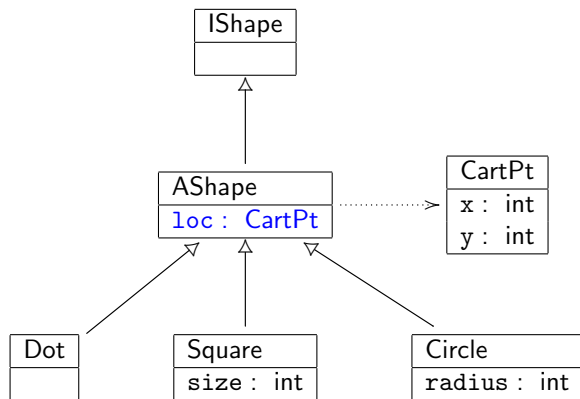 IShape
AShape
loc : CartPt
CartPt
x : int
y : int
Dot
Square
size : int
Circle
radius : int